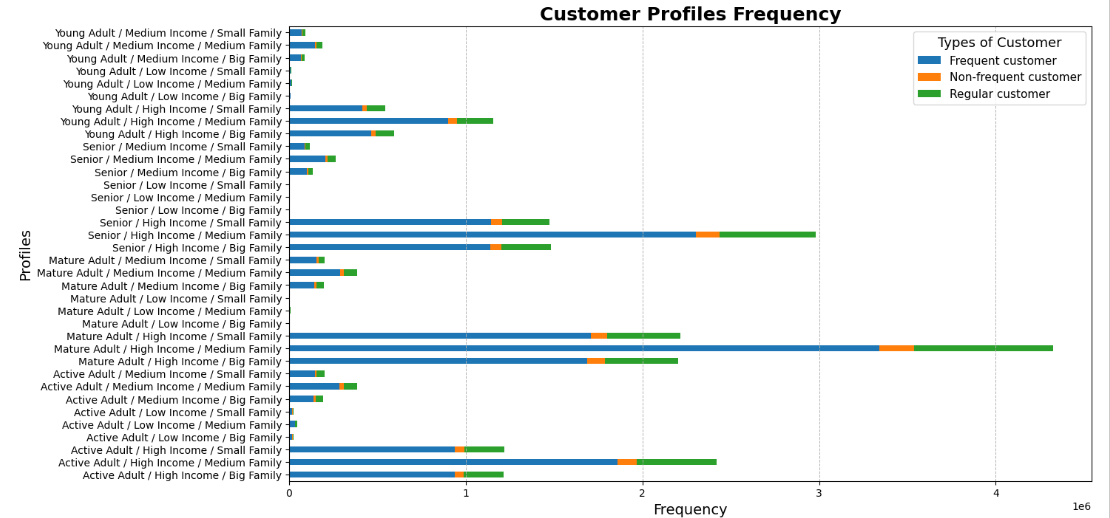 Customer Profiles Frequency
Types of Customer
Frequent customer
Non-frequent customer
Regular customer
Profiles
Young Adult / Medium Income / Small Family
Young Adult / Medium Income / Medium Family
Young Adult / Medium Income / Big Family
Young Adult / Low Income / Small Family
Young Adult / Low Income / Medium Family
Young Adult / Low Income / Big Family
Young Adult / High Income / Small Family
Young Adult / High Income / Medium Family
Young Adult / High Income / Big Family
Senior / Medium Income / Small Family
Senior / Medium Income / Medium Family
Senior / Medium Income / Big Family
Senior / Low Income / Small Family
Senior / Low Income / Medium Family
Senior / Low Income / Big Family
Senior / High Income / Small Family
Senior / High Income / Medium Family
Senior / High Income / Big Family
Mature Adult / Medium Income / Small Family
Mature Adult / Medium Income / Medium Family
Mature Adult / Medium Income / Big Family
Mature Adult / Low Income / Small Family
Mature Adult / Low Income / Medium Family
Mature Adult / Low Income / Big Family
Mature Adult / High Income / Small Family
Mature Adult / High Income / Medium Family
Mature Adult / High Income / Big Family
Active Adult / Medium Income / Small Family
Active Adult / Medium Income / Medium Family
Active Adult / Medium Income / Big Family
Active Adult / Low Income / Small Family
Active Adult / Low Income / Medium Family
Active Adult / Low Income / Big Family
Active Adult / High Income / Small Family
Active Adult / High Income / Medium Family
Active Adult / High Income / Big Family
0 1 2 3 4
1e6
Frequency